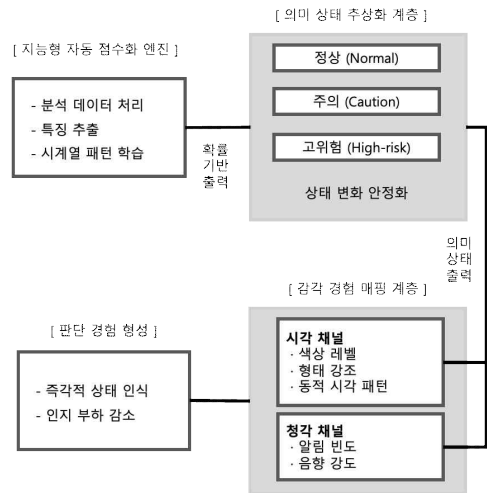 [ 의미 상태 추상화 계층 ]
[ 지능형 자동 점수화 엔진 ]
- 분석 데이터 처리
- 특징 추출
- 시계열 패턴 학습
확률
기반
출력
정상 (Normal)
주의 (Caution)
고위험 (High-risk)
상태 변화 안정화
의미
상태
출력
[ 감각 경험 매핑 계층 ]
시각 채널
· 색상 레벨
· 형태 강조
· 동적 시각 패턴
청각 채널
· 알림 빈도
· 음향 강도
[ 판단 경험 형성 ]
- 즉각적 상태 인식
- 인지 부하 감소